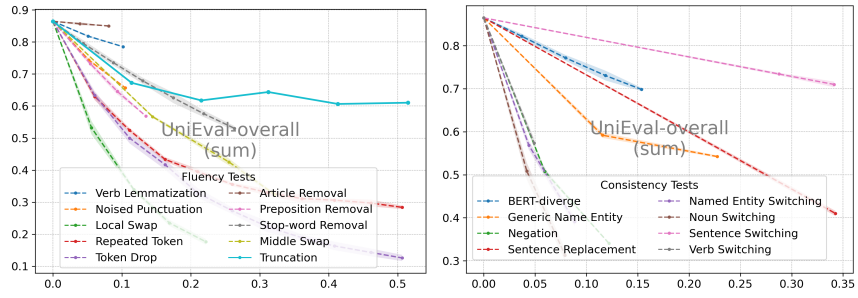 0.9
0.8
0.7
0.6
0.5
0.4
0.3
0.2
0.1
0.0
0.1
0.2
0.3
0.4
0.5
UniEval-overall
(sum)
Fluency Tests
Verb Lemmatization
Noised Punctuation
Local Swap
Repeated Token
Token Drop
Article Removal
Preposition Removal
Stop-word Removal
Middle Swap
Truncation
0.8
0.7
0.6
0.5
0.4
0.3
0.00
0.05
0.10
0.15
0.20
0.25
0.30
0.35
UniEval-overall
(sum)
Consistency Tests
BERT-diverge
Generic Name Entity
Negation
Sentence Replacement
Named Entity Switching
Noun Switching
Sentence Switching
Verb Switching